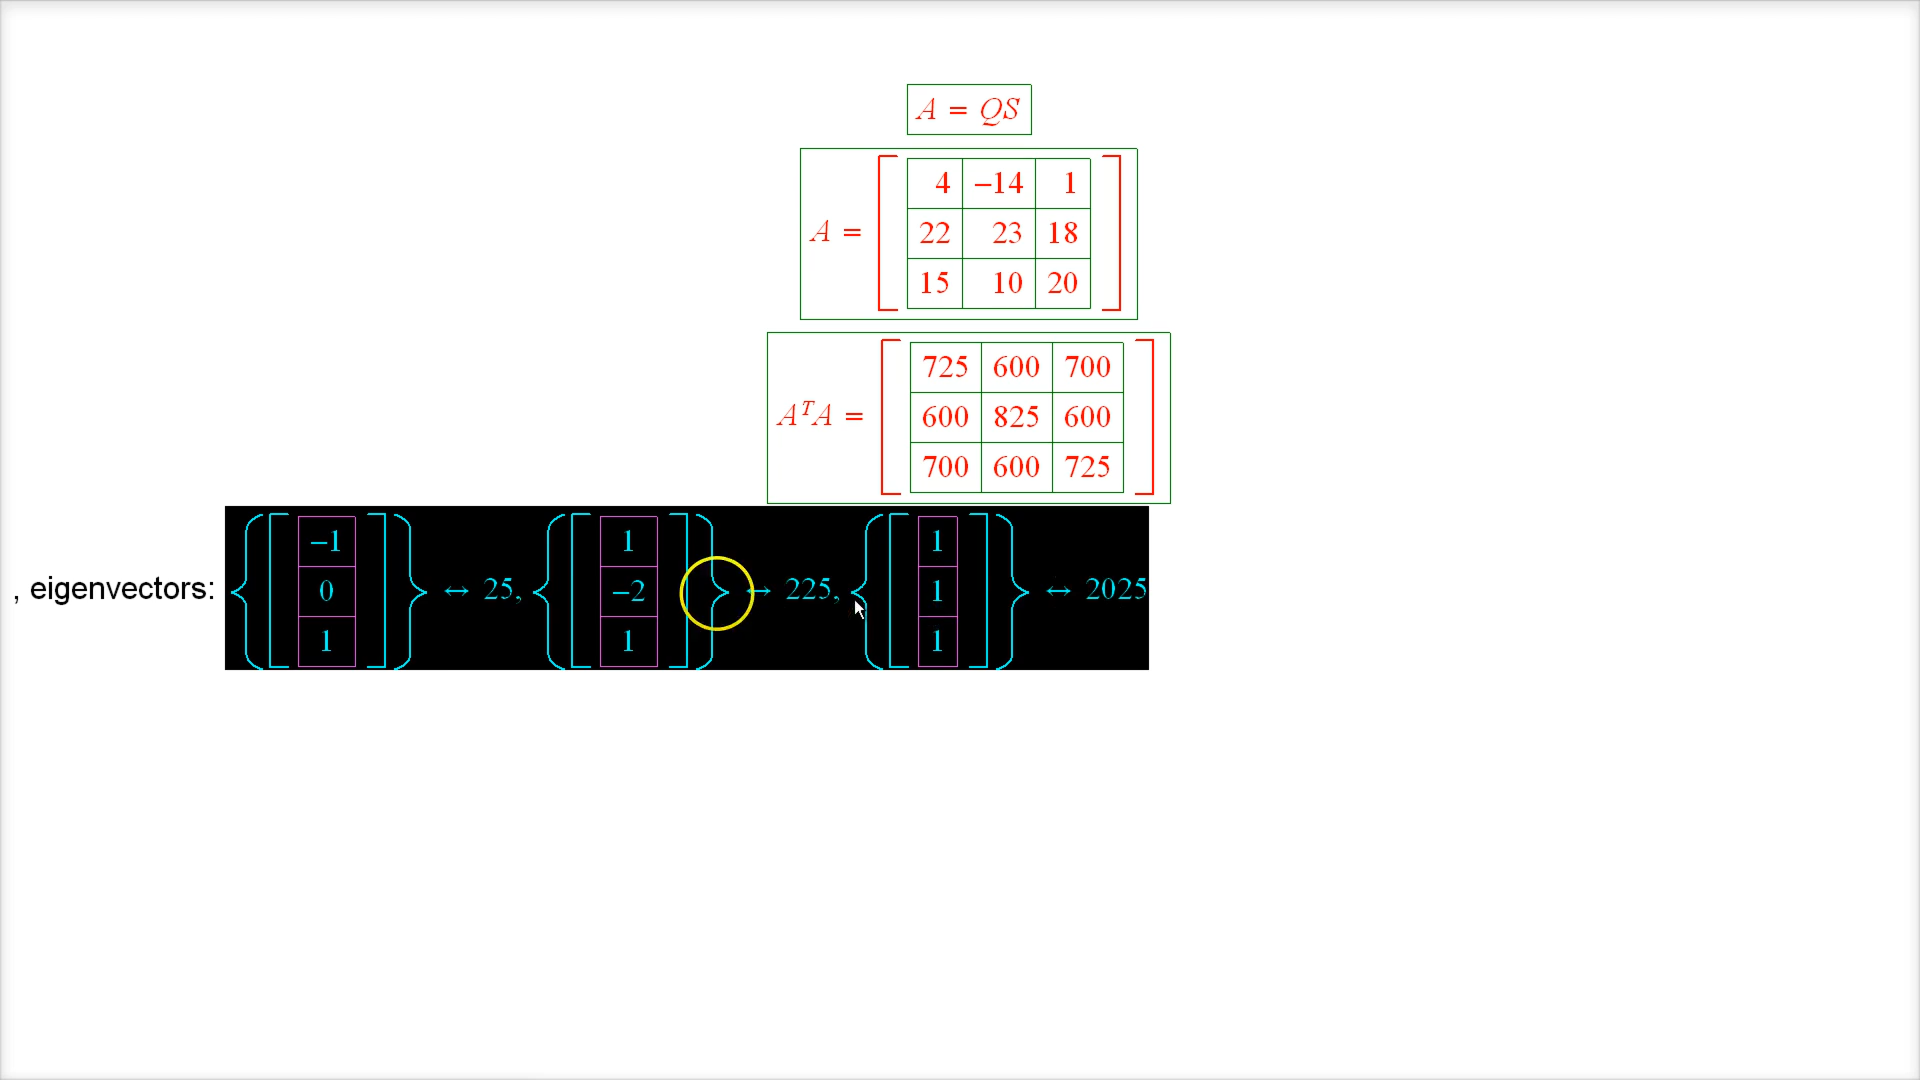 A = QS
A = [ 4 −14 1
22 23 18
15 10 20 ]
AᵀA = [ 725 600 700
600 825 600
700 600 725 ]
, eigenvectors: { [ −1 0 1 ] } ↔ 25, { [ 1 −2 1 ] } ↔ 225, { [ 1 1 1 ] } ↔ 2025